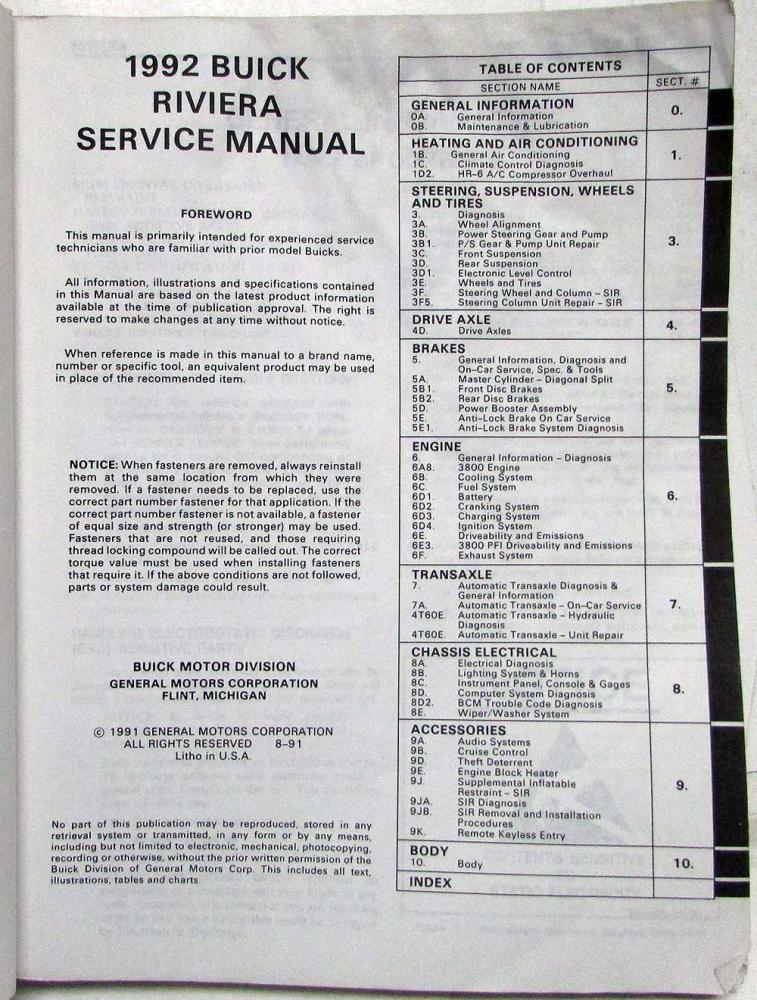 1992 BUICK
RIVIERA
SERVICE MANUAL
FOREWORD
This manual is primarily intended for experienced service
technicians who are familiar with prior model Buicks.
All information, illustrations and specifications contained
in this Manual are based on the latest product information
available at the time of publication approval. The right is
reserved to make changes at any time without notice.
When reference is made in this manual to a brand name,
number or specific tool, an equivalent product may be used
in place of the recommended item.
NOTICE: When fasteners are removed, always reinstall
them at the same location from which they were
removed. If a fastener needs to be replaced, use the
correct part number fastener for that application. If the
correct part number fastener is not available, a fastener
of equal size and strength (or stronger) may be used.
Fasteners that are not reused, and those requiring
thread locking compound will be called out. The correct
torque value must be used when installing fasteners
that require it. If the above conditions are not followed,
parts or system damage could result.
BUICK MOTOR DIVISION
GENERAL MOTORS CORPORATION
FLINT, MICHIGAN
© 1991 GENERAL MOTORS CORPORATION
ALL RIGHTS RESERVED 8-91
Litho in U.S.A.
No part of this publication may be reproduced, stored in any
retrieval system or transmitted, in any form or by any means,
including but not limited to electronic, mechanical, photocopying,
recording or otherwise, without the prior written permission of the
Buick Division of General Motors Corp. This includes all text,
illustrations, tables and charts.
TABLE OF CONTENTS
SECTION NAME SECT. #
GENERAL INFORMATION 0.
0A. General Information
0B. Maintenance & Lubrication
HEATING AND AIR CONDITIONING 1.
1B. General Air Conditioning
1C. Climate Control Diagnosis
1D2. HR-6 A/C Compressor Overhaul
STEERING, SUSPENSION, WHEELS
AND TIRES 3.
3. Diagnosis
3A. Wheel Alignment
3B. Power Steering Gear and Pump
3B1. P/S Gear & Pump Unit Repair
3C. Front Suspension
3D. Rear Suspension
3D1. Electronic Level Control
3E. Wheels and Tires
3F. Steering Wheel and Column - SIR
3F5. Steering Column Unit Repair - SIR
DRIVE AXLE 4.
4D. Drive Axles
BRAKES 5.
5. General Information, Diagnosis and
On-Car Service, Spec. & Tools
5A. Master Cylinder - Diagonal Split
5B1. Front Disc Brakes
5B2. Rear Disc Brakes
5D. Power Booster Assembly
5E. Anti-Lock Brake On Car Service
5E1. Anti-Lock Brake System Diagnosis
ENGINE 6.
6. General Information - Diagnosis
6A8. 3800 Engine
6B. Cooling System
6C. Fuel System
6D1. Battery
6D2. Cranking System
6D3. Charging System
6D4. Ignition System
6E. Driveability and Emissions
6E3. 3800 PFI Driveability and Emissions
6F. Exhaust System
TRANSAXLE 7.
7. Automatic Transaxle Diagnosis &
General Information
7A. Automatic Transaxle - On-Car Service
4T60E. Automatic Transaxle - Hydraulic
Diagnosis
4T60E. Automatic Transaxle - Unit Repair
CHASSIS ELECTRICAL 8.
8A. Electrical Diagnosis
8B. Lighting System & Horns
8C. Instrument Panel, Console & Gages
8D. Computer System Diagnosis
8D2. BCM Trouble Code Diagnosis
8E. Wiper/Washer System
ACCESSORIES 9.
9A. Audio Systems
9B. Cruise Control
9D. Theft Deterrent
9E. Engine Block Heater
9J. Supplemental Inflatable
Restraint - SIR
9JA. SIR Diagnosis
9JB. SIR Removal and Installation
Procedures
9K. Remote Keyless Entry
BODY 10.
10. Body
INDEX